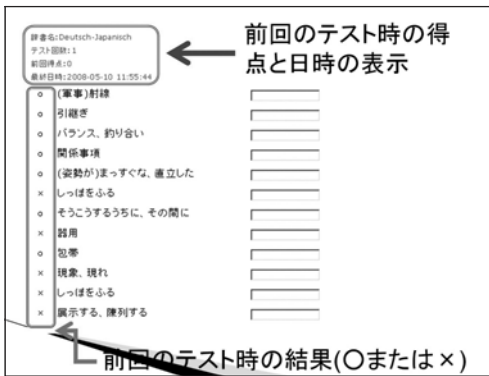 辞書名:Deutsch-Japanisch
テスト回数:1
前回得点:0
最終日時:2008-05-10 11:55:44
前回のテスト時の得
点と日時の表示
○ (軍事)射線
○ 引継ぎ
○ バランス、釣り合い
○ 関係事項
○ (姿勢が)まっすぐな、直立した
× しっぽをふる
○ そうこうするうちに、その間に
× 器用
○ 包帯
× 現象、現れ
× しっぽをふる
× 展示する、陳列する
前回のテスト時の結果(○または×)